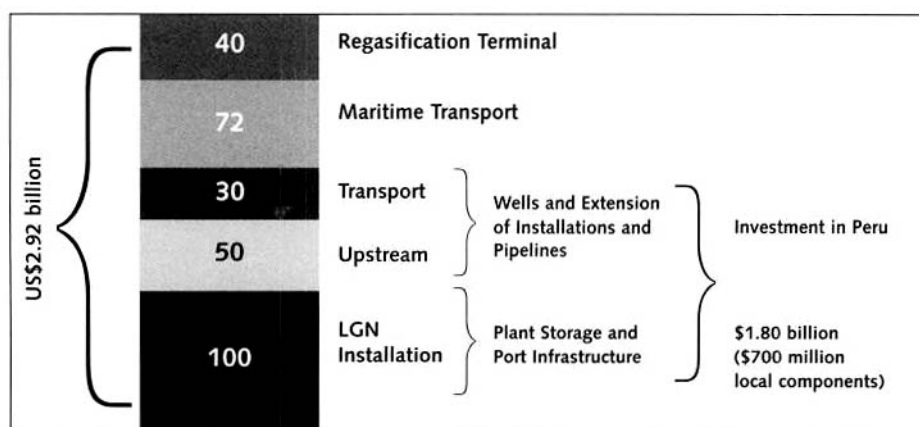 US$2.92 billion
40
Regasification Terminal
72
Maritime Transport
30
Transport
50
Upstream
Wells and Extension
of Installations and
Pipelines
100
LGN
Installation
Plant Storage and
Port Infrastructure
Investment in Peru
$1.80 billion
($700 million
local components)